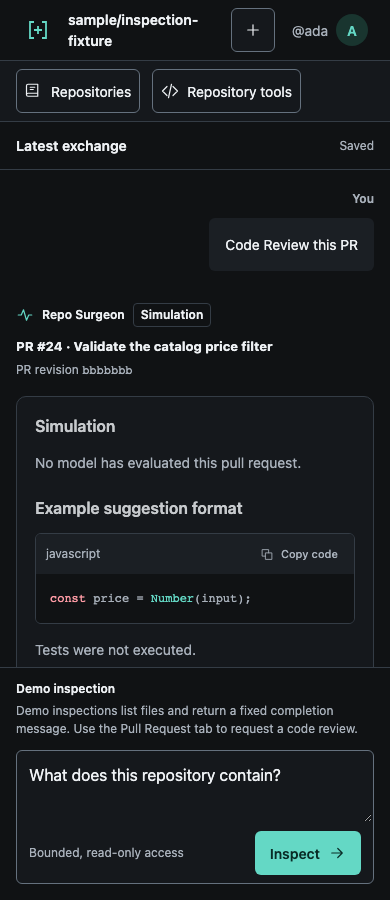 sample/inspection-
fixture
@ada
A
Repositories
Repository tools
Latest exchange
Saved
You
Code Review this PR
Repo Surgeon
Simulation
PR #24 · Validate the catalog price filter
PR revision bbbbbbb
Simulation
No model has evaluated this pull request.
Example suggestion format
javascript
Copy code
const price = Number(input);
Tests were not executed.
Demo inspection
Demo inspections list files and return a fixed completion
message. Use the Pull Request tab to request a code review.
What does this repository contain?
Bounded, read-only access
Inspect